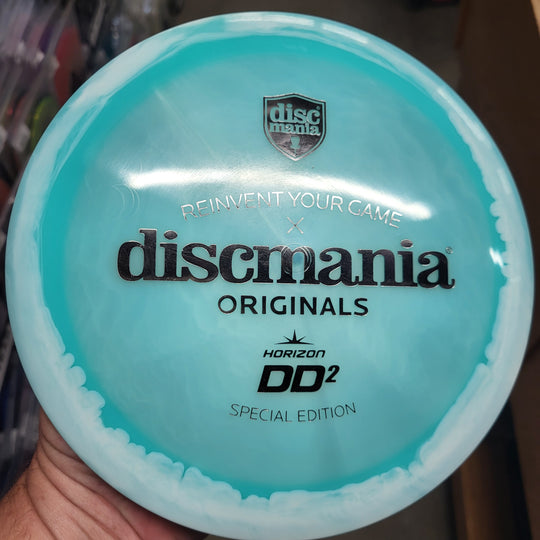 disc
mania
REINVENT YOUR GAME
X
discmania
ORIGINALS
HORIZON
DD²
SPECIAL EDITION